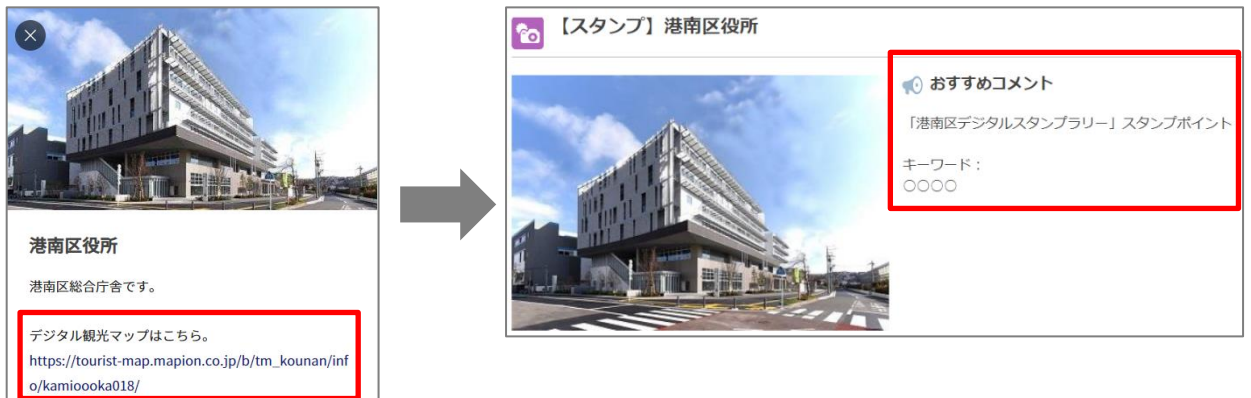 港南区役所
港南区総合庁舎です。
デジタル観光マップはこちら。
https://tourist-map.mapion.co.jp/b/tm_kounan/inf
o/kamioooka018/
【スタンプ】港南区役所
おすすめコメント
「港南区デジタルスタンプラリー」スタンプポイント
キーワード：
○○○○